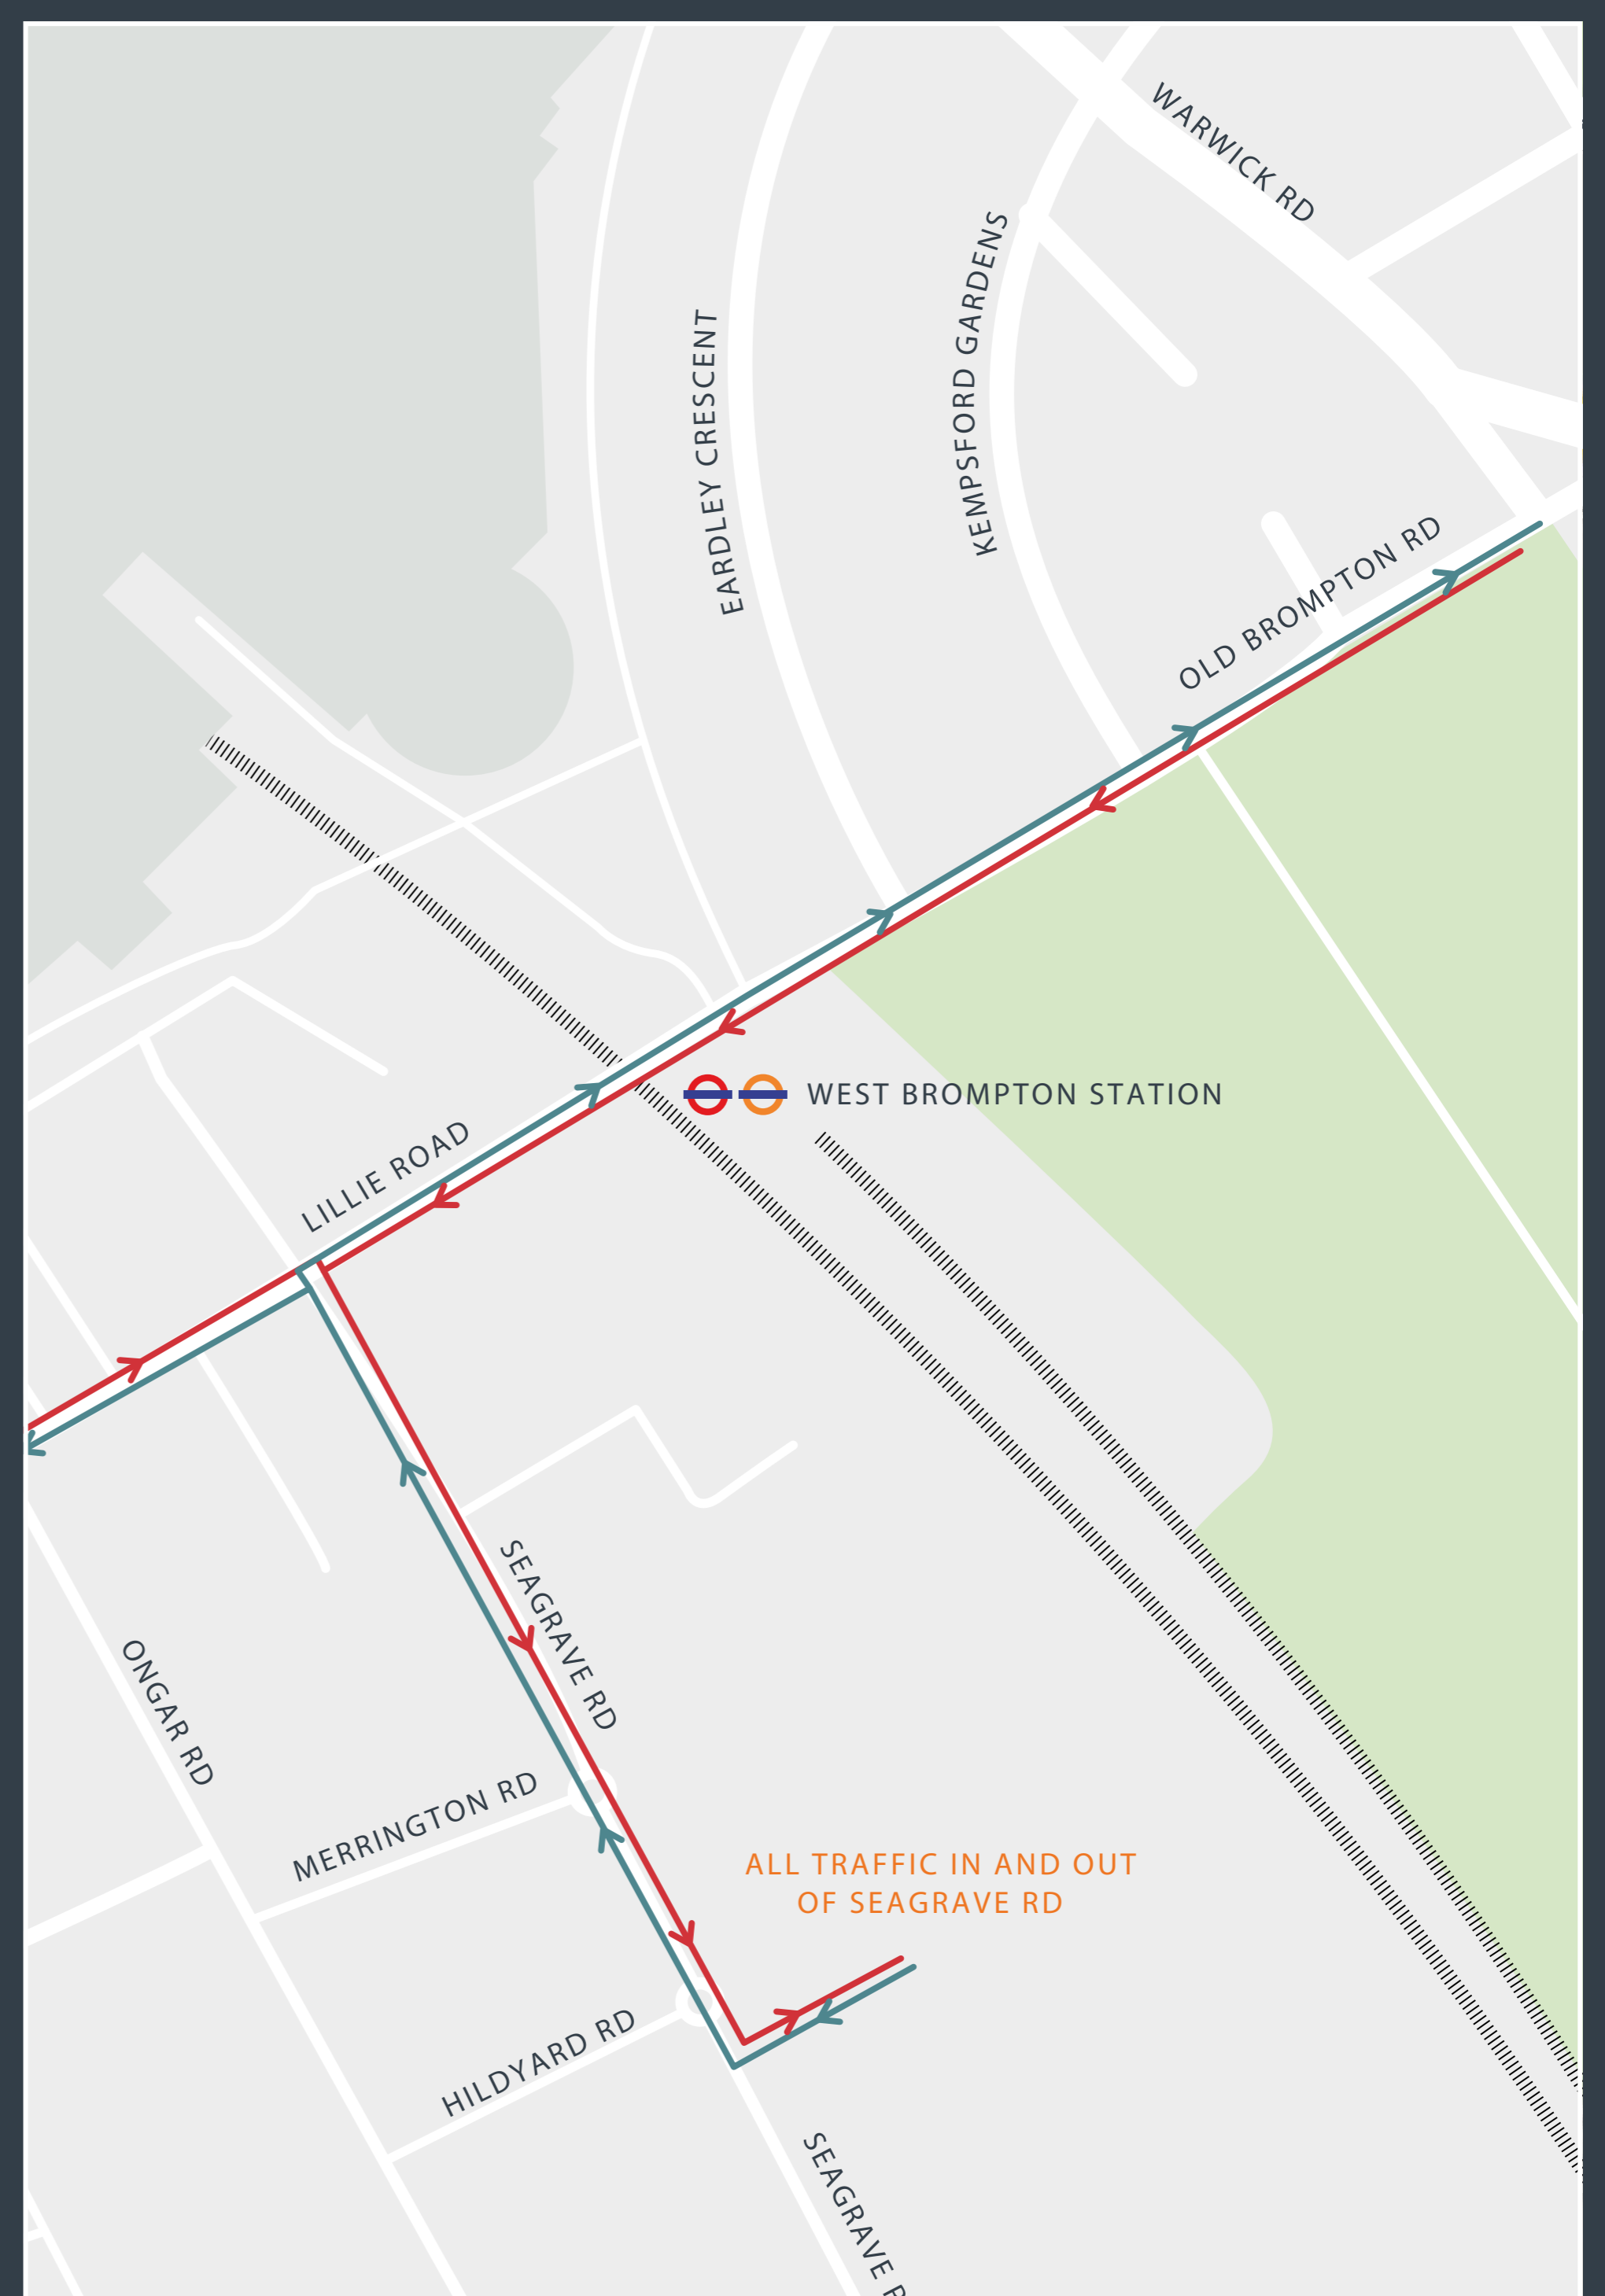 WARWICK RD
KEMPSFORD GARDENS
EARDLEY CRESCENT
OLD BROMPTON RD
WEST BROMPTON STATION
LILLIE ROAD
SEAGRAVE RD
ONGAR RD
MERRINGTON RD
ALL TRAFFIC IN AND OUT
OF SEAGRAVE RD
HILDYARD RD
SEAGRAVE R